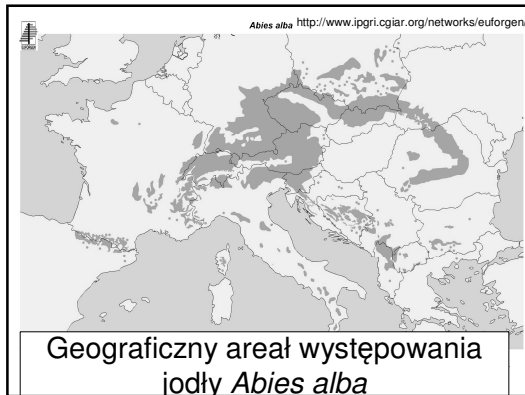 Abies alba http://www.ipgri.cgiar.org/networks/euforgen/
Geograficzny areał występowania
jodły Abies alba